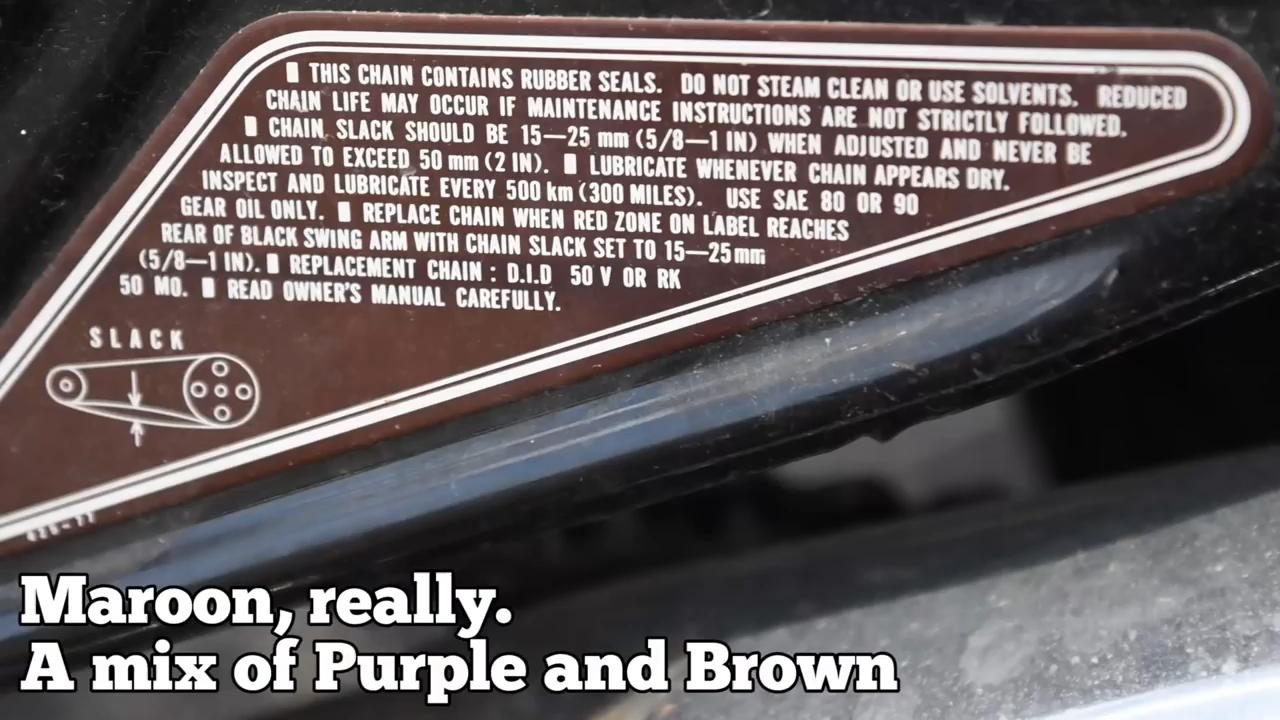 ■ THIS CHAIN CONTAINS RUBBER SEALS. DO NOT STEAM CLEAN OR USE SOLVENTS. REDUCED
CHAIN LIFE MAY OCCUR IF MAINTENANCE INSTRUCTIONS ARE NOT STRICTLY FOLLOWED.
■ CHAIN SLACK SHOULD BE 15—25 mm (5/8—1 IN) WHEN ADJUSTED AND NEVER BE
ALLOWED TO EXCEED 50 mm (2 IN). ■ LUBRICATE WHENEVER CHAIN APPEARS DRY.
INSPECT AND LUBRICATE EVERY 500 km (300 MILES). USE SAE 80 OR 90
GEAR OIL ONLY. ■ REPLACE CHAIN WHEN RED ZONE ON LABEL REACHES
REAR OF BLACK SWING ARM WITH CHAIN SLACK SET TO 15—25 mm
(5/8—1 IN). ■ REPLACEMENT CHAIN : D.I.D 50 V OR RK
50 MO. ■ READ OWNER'S MANUAL CAREFULLY.
SLACK
Maroon, really.
A mix of Purple and Brown